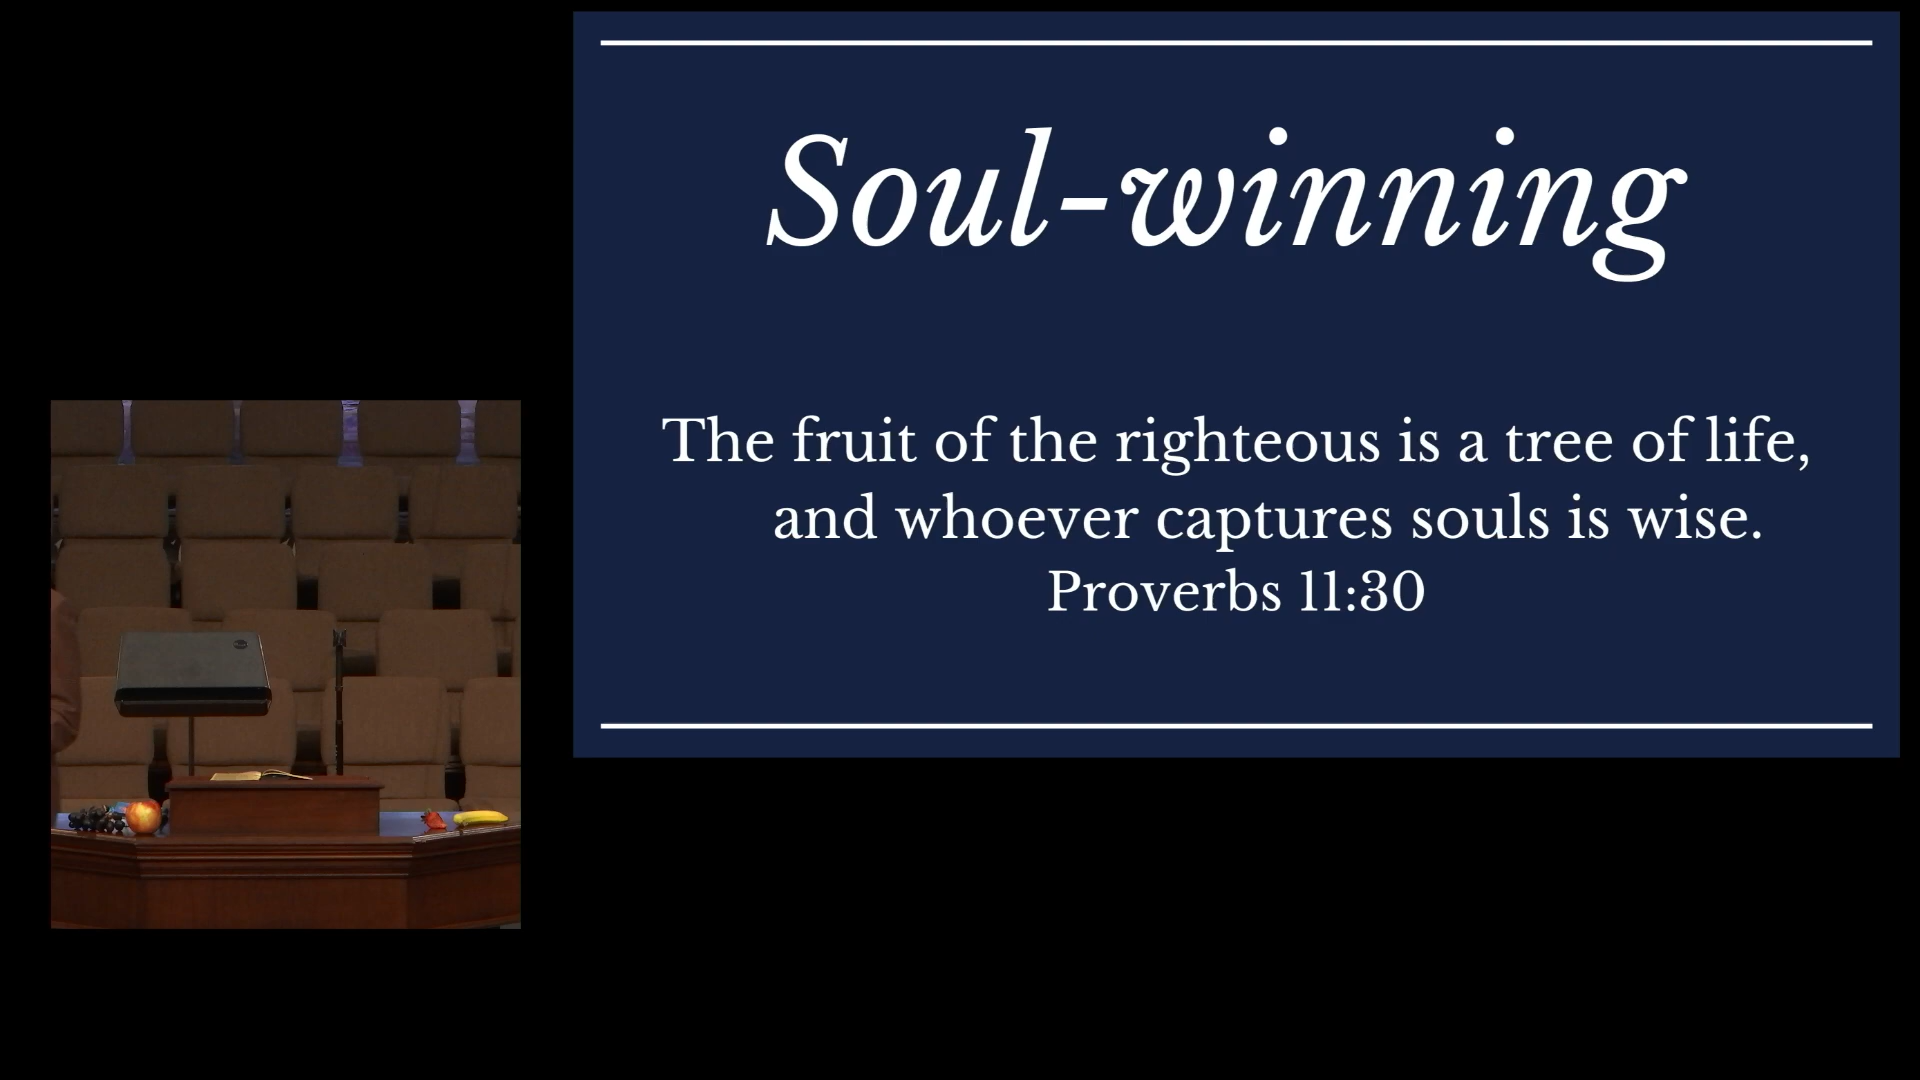 Soul-winning
The fruit of the righteous is a tree of life,
and whoever captures souls is wise.
Proverbs 11:30